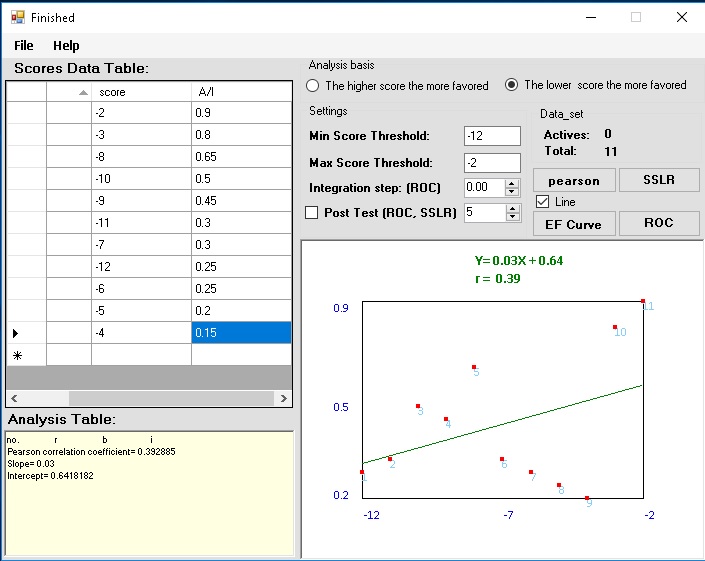 Finished
File Help
Scores Data Table:
score A/I
-2 0.9
-3 0.8
-8 0.65
-10 0.5
-9 0.45
-11 0.3
-7 0.3
-12 0.25
-6 0.25
-5 0.2
-4 0.15
Analysis Table:
no. r b i
Pearson correlation coefficient= 0.392885
Slope= 0.03
Intercept= 0.6418182
Analysis basis
The higher score the more favored
The lower score the more favored
Settings
Min Score Threshold: -12
Max Score Threshold: -2
Integration step: (ROC) 0.00
Post Test (ROC, SSLR) 5
Data_set
Actives: 0
Total: 11
pearson SSLR
Line
EF Curve ROC
Y=0.03X+0.64
r = 0.39
0.9
0.5
0.2
-12 -7 -2
1
2
3
4
5
6
7
8
9
10
11